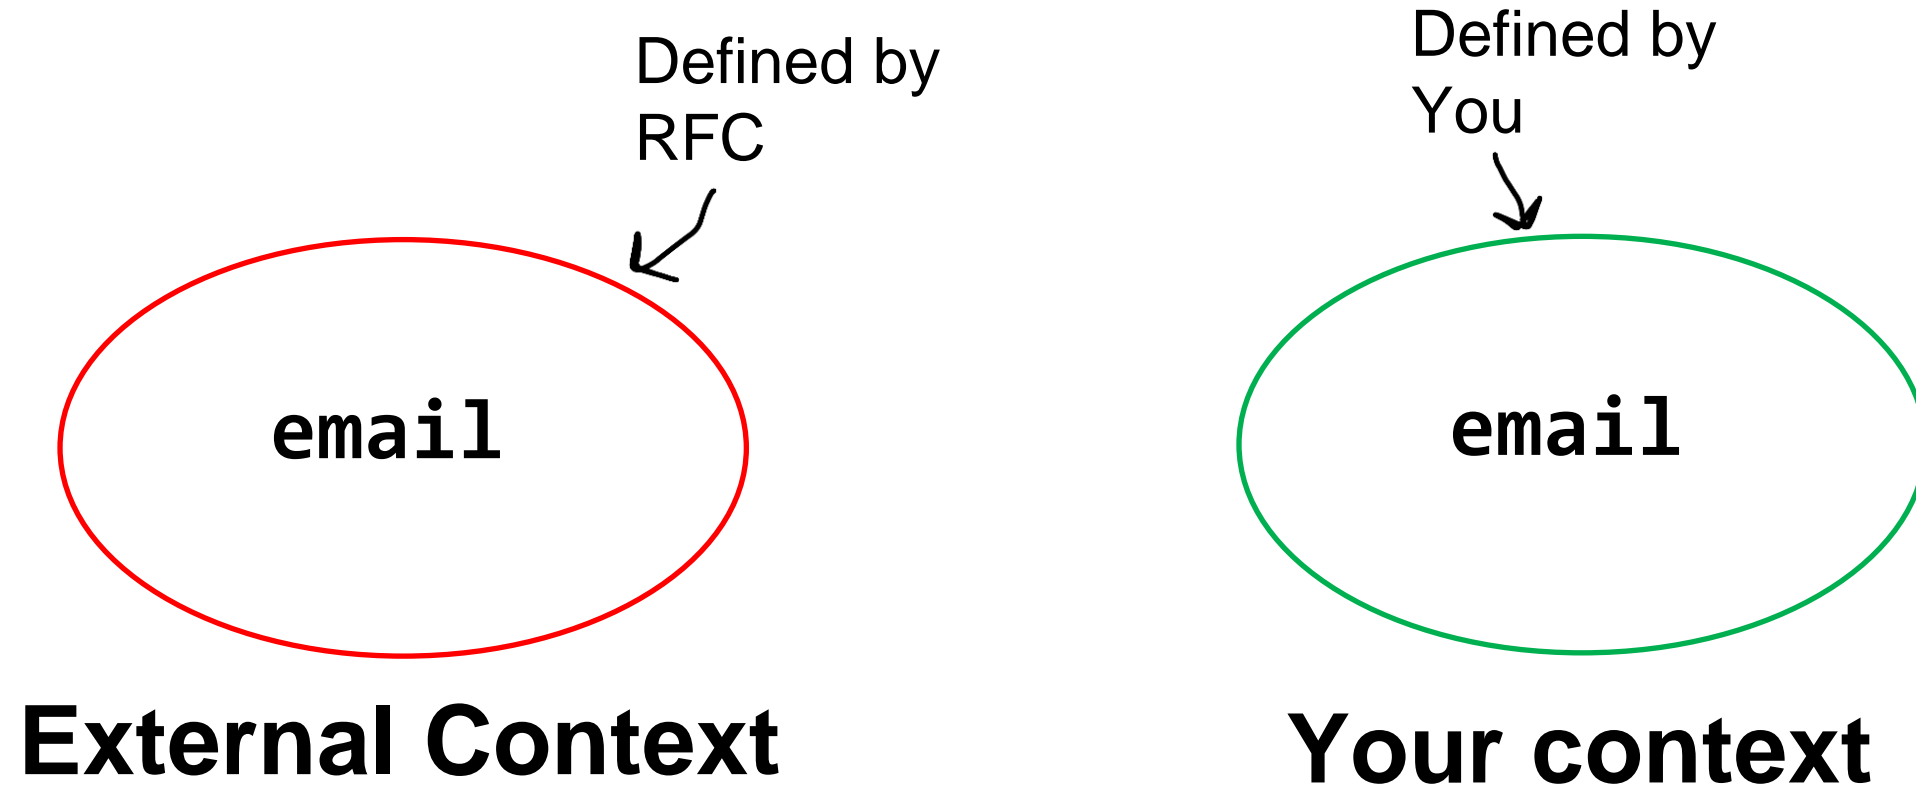 Defined by
RFC
email
External Context
Defined by
You
email
Your context